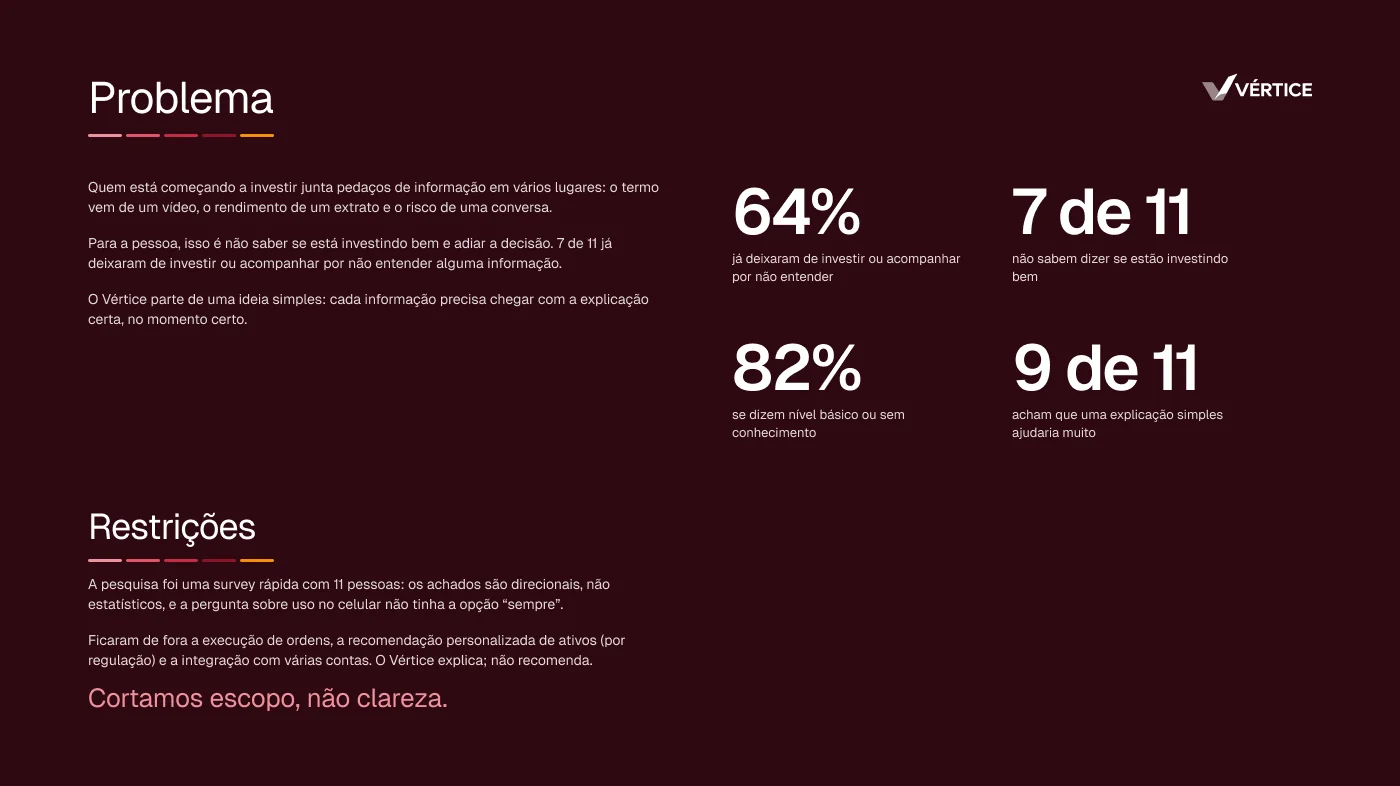 Problema
VÉRTICE
Quem está começando a investir junta pedaços de informação em vários lugares: o termo
vem de um vídeo, o rendimento de um extrato e o risco de uma conversa.
Para a pessoa, isso é não saber se está investindo bem e adiar a decisão. 7 de 11 já
deixaram de investir ou acompanhar por não entender alguma informação.
O Vértice parte de uma ideia simples: cada informação precisa chegar com a explicação
certa, no momento certo.
64%
já deixaram de investir ou acompanhar
por não entender
7 de 11
não sabem dizer se estão investindo
bem
82%
se dizem nível básico ou sem
conhecimento
9 de 11
acham que uma explicação simples
ajudaria muito
Restrições
A pesquisa foi uma survey rápida com 11 pessoas: os achados são direcionais, não
estatísticos, e a pergunta sobre uso no celular não tinha a opção “sempre”.
Ficaram de fora a execução de ordens, a recomendação personalizada de ativos (por
regulação) e a integração com várias contas. O Vértice explica; não recomenda.
Cortamos escopo, não clareza.